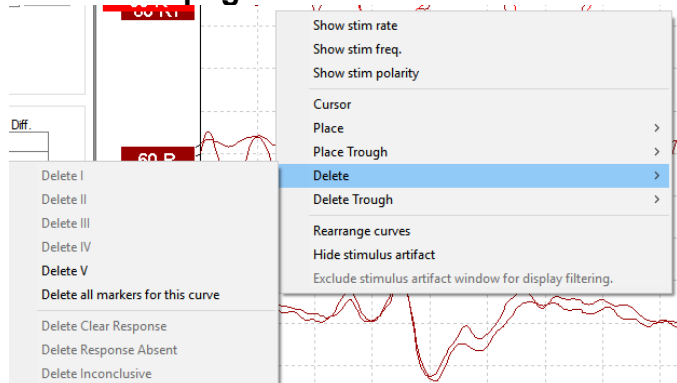 Show stim rate
Show stim freq.
Show stim polarity
Cursor
Place
Place Trough
Delete
Delete Trough
Rearrange curves
Hide stimulus artifact
Exclude stimulus artifact window for display filtering.
Diff.
Delete I
Delete II
Delete III
Delete IV
Delete V
Delete all markers for this curve
Delete Clear Response
Delete Response Absent
Delete Inconclusive